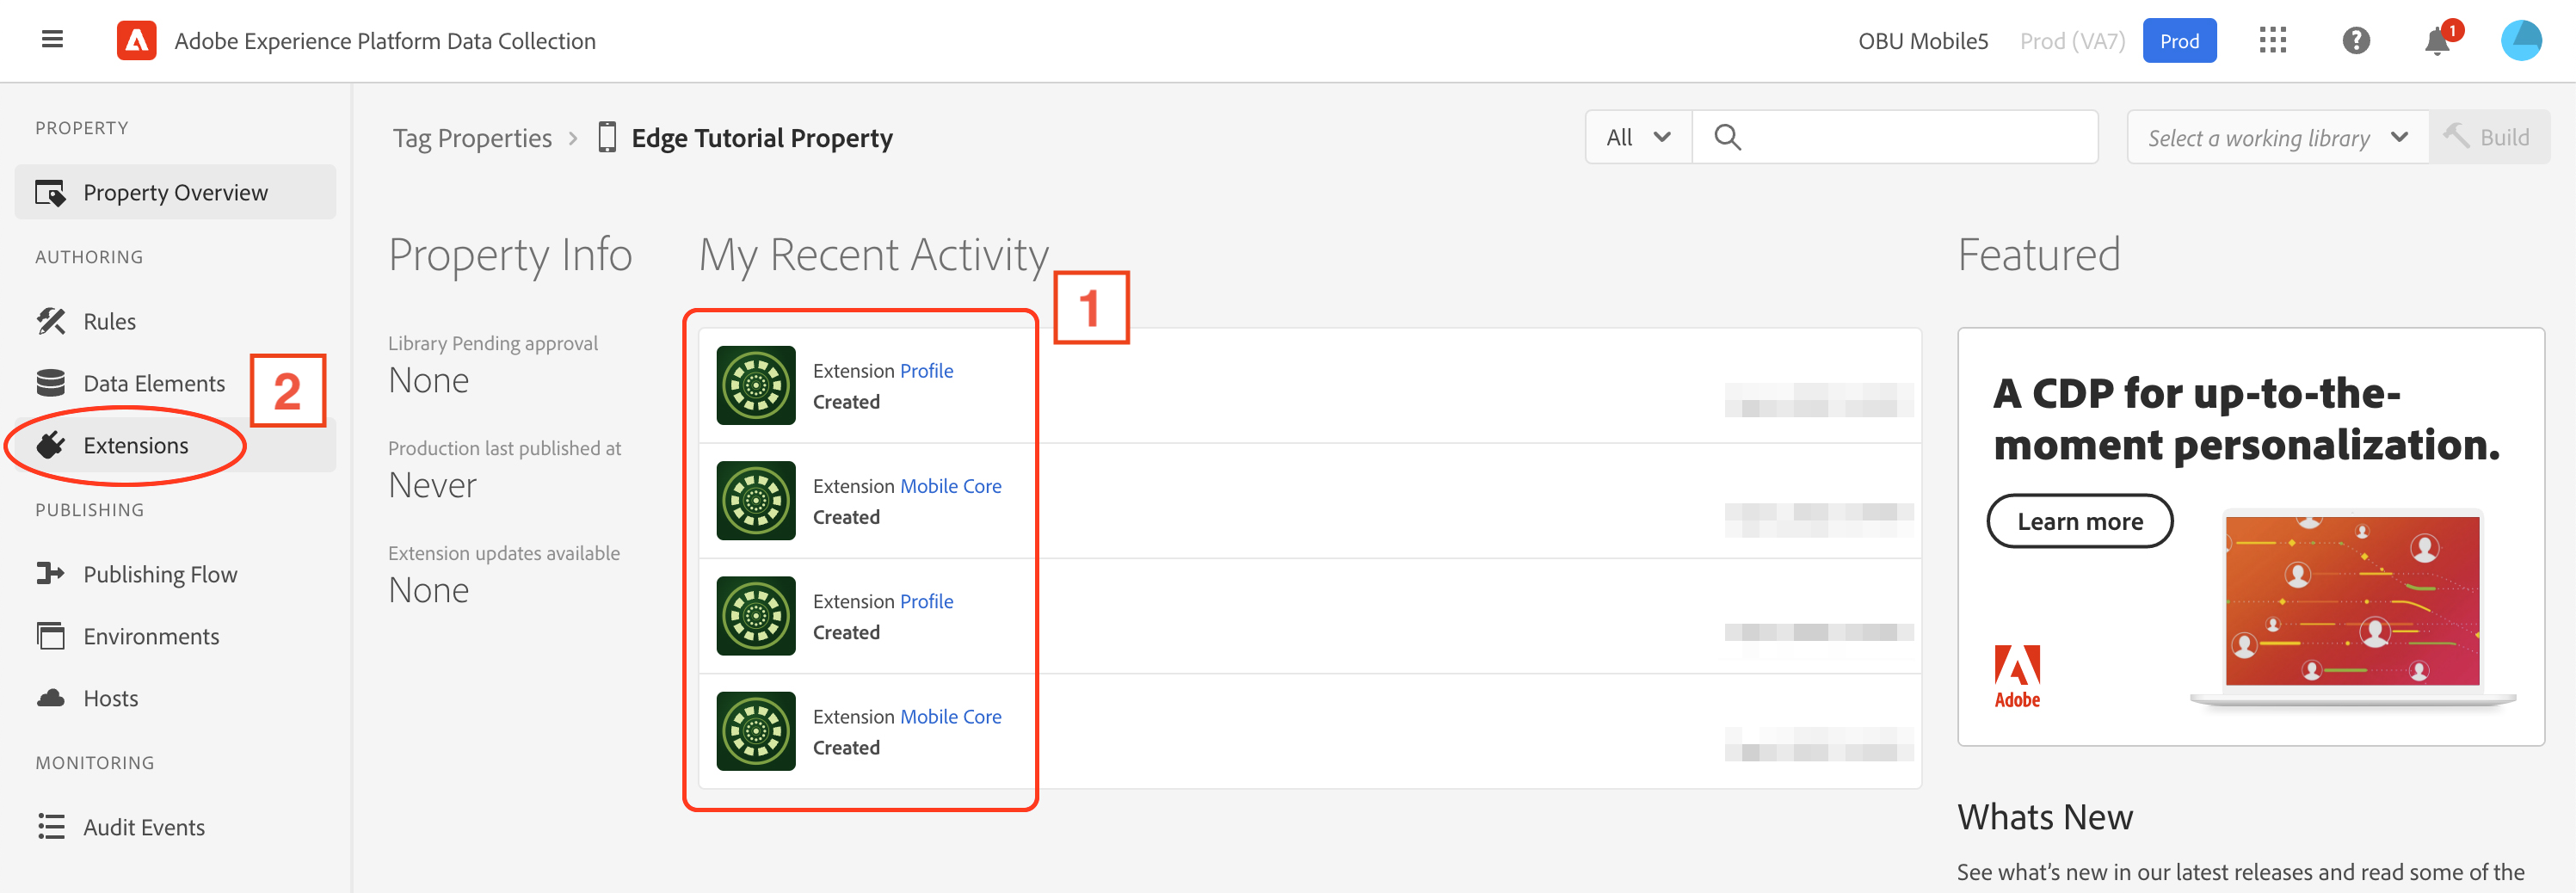 Adobe Experience Platform Data Collection
OBU Mobile5 Prod (VA7) Prod 1
PROPERTY
Property Overview
AUTHORING
Rules
Data Elements
2
Extensions
PUBLISHING
Publishing Flow
Environments
Hosts
MONITORING
Audit Events
Tag Properties > Edge Tutorial Property
All
Select a working library
Build
Property Info
Library Pending approval
None
Production last published at
Never
Extension updates available
None
My Recent Activity
1
Extension Profile
Created
Extension Mobile Core
Created
Extension Profile
Created
Extension Mobile Core
Created
Featured
A CDP for up-to-the-
moment personalization.
Learn more
Adobe
Whats New
See what's new in our latest releases and read some of the